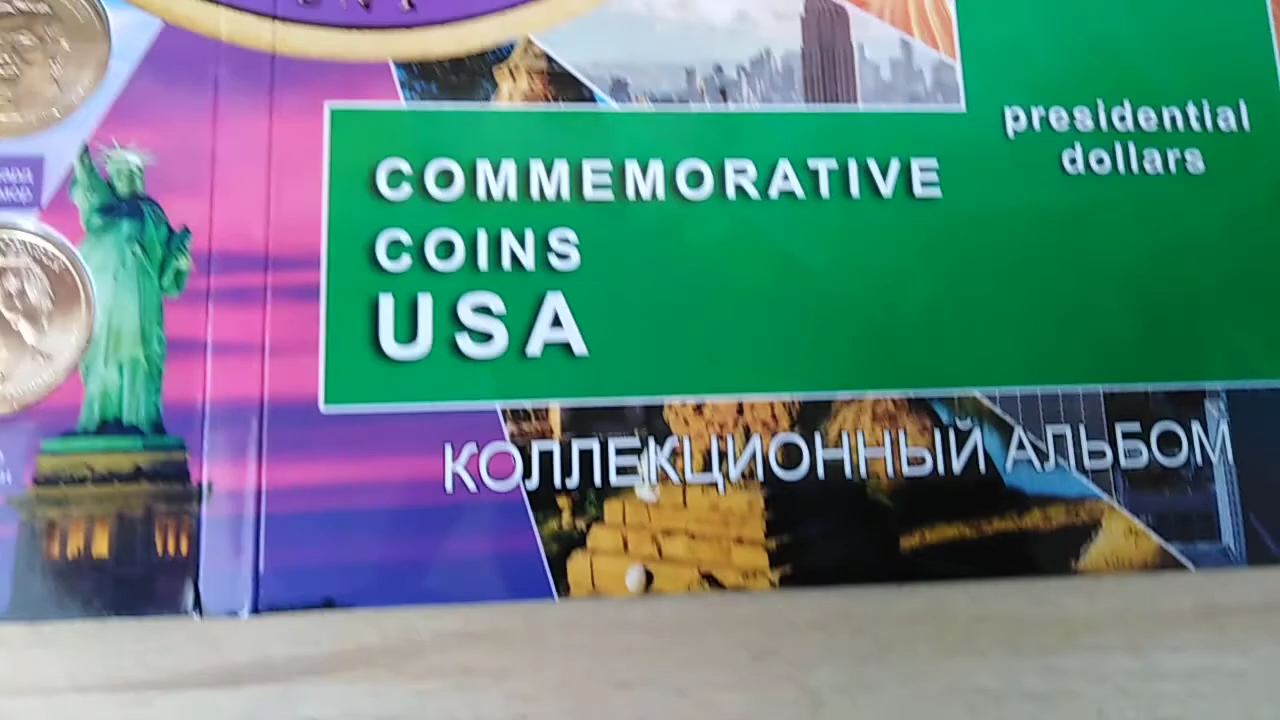 COMMEMORATIVE
COINS
USA
presidential
dollars
КОЛЛЕКЦИОННЫЙ АЛЬБОМ